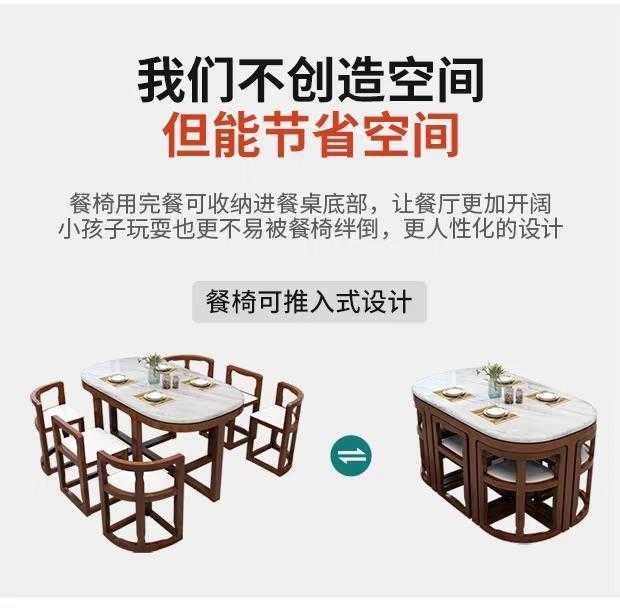 我们不创造空间
但能节省空间
餐椅用完餐可收纳进餐桌底部，让餐厅更加开阔
小孩子玩耍也更不易被餐椅绊倒，更人性化的设计
餐椅可推入式设计